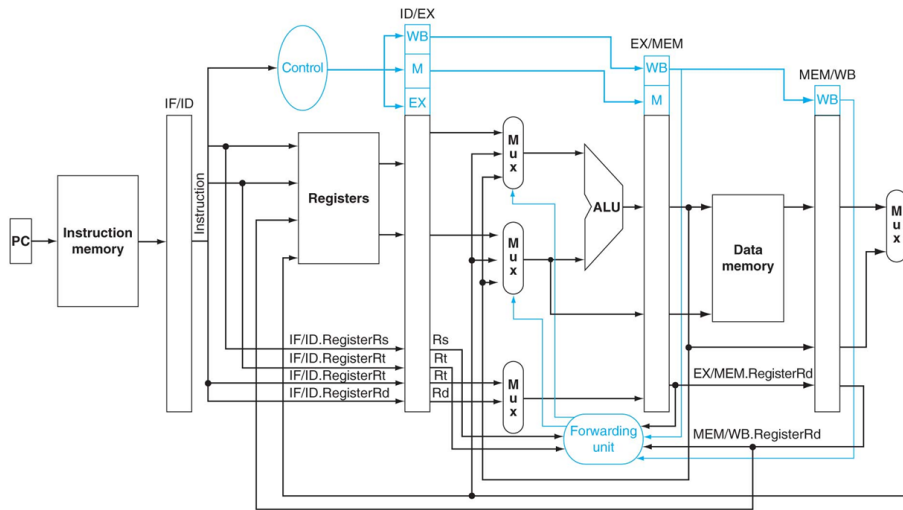 ID/EX
WB
EX/MEM
Control
M
WB
MEM/WB
EX
M
WB
IF/ID
Mux
Registers
Instruction
ALU
PC
Instruction
memory
Mux
Data
memory
Mux
IF/ID.RegisterRs
Rs
IF/ID.RegisterRt
Rt
IF/ID.RegisterRt
Rt
Mux
EX/MEM.RegisterRd
IF/ID.RegisterRd
Rd
Forwarding
unit
MEM/WB.RegisterRd